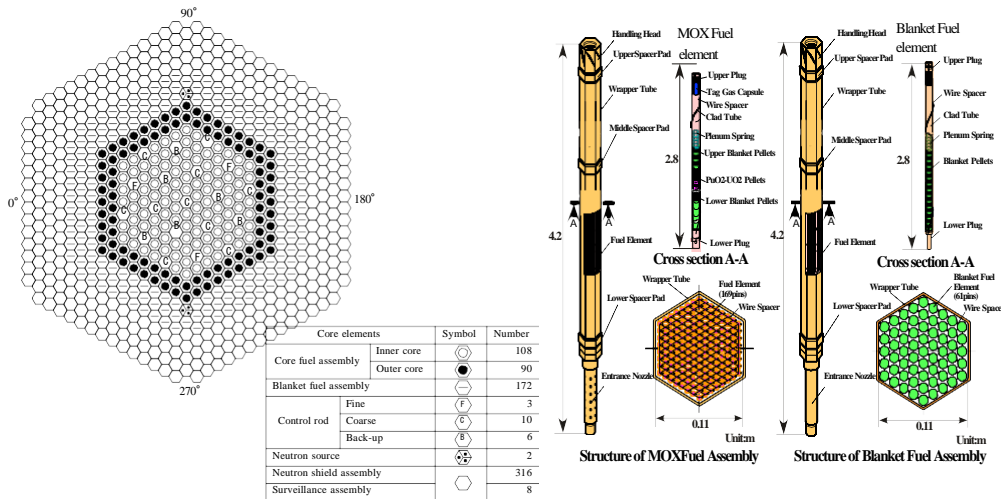 90°
0°
180°
270°
C
B
C
C
F
B
C
F
B
C
C
C
C
B
B
C
C
B
F
C
Core elements Symbol Number
Core fuel assembly Inner core 108
Outer core 90
Blanket fuel assembly 172
Control rod Fine F 3
Coarse C 10
Back-up B 6
Neutron source 2
Neutron shield assembly 316
Surveillance assembly 8
MOX Fuel
element
Handling Head
Upper Spacer Pad
Wrapper Tube
Middle Spacer Pad
A A
Fuel Element
Lower Spacer Pad
Entrance Nozzle
4.2
2.8
Upper Plug
Tag Gas Capsule
Wire Spacer
Clad Tube
Plenum Spring
Upper Blanket Pellets
PuO2-UO2 Pellets
Lower Blanket Pellets
Lower Plug
Cross section A-A
Wrapper Tube
Fuel Element
(169pins)
Wire Spacer
0.11
Unit:m
Structure of MOXFuel Assembly
Blanket Fuel
element
Handling Head
Upper Spacer Pad
Wrapper Tube
Middle Spacer Pad
A A
Fuel Element
Lower Spacer Pad
Entrance Nozzle
4.2
2.8
Upper Plug
Wire Spacer
Clad Tube
Plenum Spring
Blanket Pellets
Lower Plug
Cross section A-A
Wrapper Tube
Blanket Fuel
Element
(61pins)
Wire Space
0.11
Unit:m
Structure of Blanket Fuel Assembly